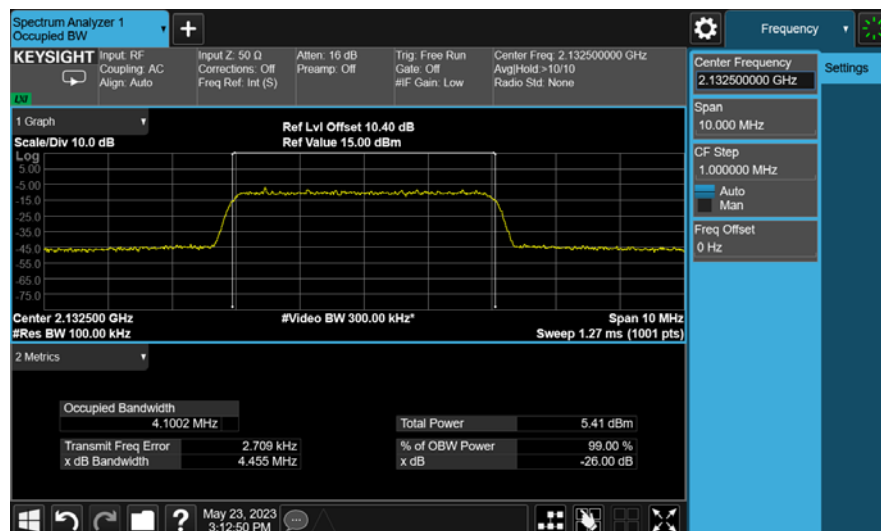 Spectrum Analyzer 1
Occupied BW
Frequency
KEYSIGHT
Input: RF
Coupling: AC
Align: Auto
Input Z: 50 Ω
Corrections: Off
Freq Ref: Int (S)
Atten: 16 dB
Preamp: Off
Trig: Free Run
Gate: Off
#IF Gain: Low
Center Freq: 2.132500000 GHz
Avg|Hold:>10/10
Radio Std: None
LXI
Center Frequency
2.132500000 GHz
Settings
Span
10.000 MHz
CF Step
1.000000 MHz
Auto
Man
Freq Offset
0 Hz
1 Graph
Scale/Div 10.0 dB
Ref Lvl Offset 10.40 dB
Ref Value 15.00 dBm
Log
5.00
-5.00
-15.0
-25.0
-35.0
-45.0
-55.0
-65.0
-75.0
Center 2.132500 GHz
#Res BW 100.00 kHz
#Video BW 300.00 kHz*
Span 10 MHz
Sweep 1.27 ms (1001 pts)
2 Metrics
Occupied Bandwidth
4.1002 MHz
Total Power 5.41 dBm
Transmit Freq Error 2.709 kHz
% of OBW Power 99.00 %
x dB Bandwidth 4.455 MHz
x dB -26.00 dB
?
May 23, 2023
3:12:50 PM